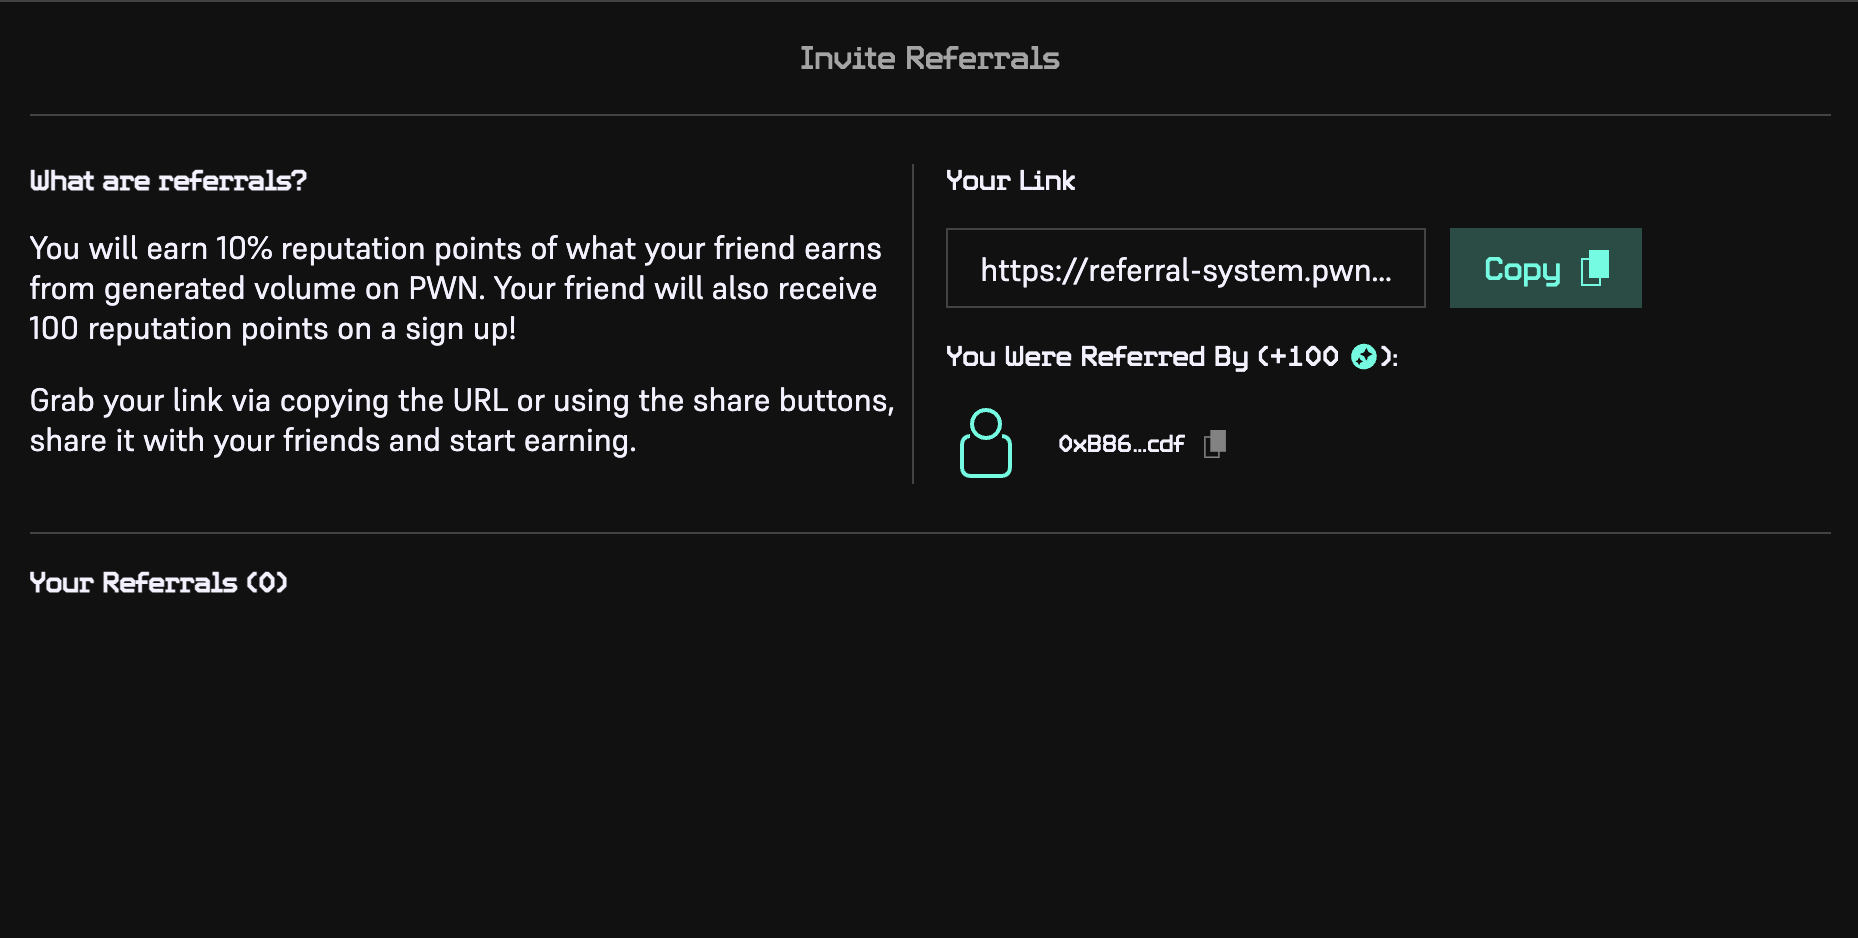 Invite Referrals
What are referrals?
You will earn 10% reputation points of what your friend earns
from generated volume on PWN. Your friend will also receive
100 reputation points on a sign up!
Grab your link via copying the URL or using the share buttons,
share it with your friends and start earning.
Your Link
https://referral-system.pwn...
Copy
You Were Referred By (+100 ):
0xB86...cdf
Your Referrals (0)